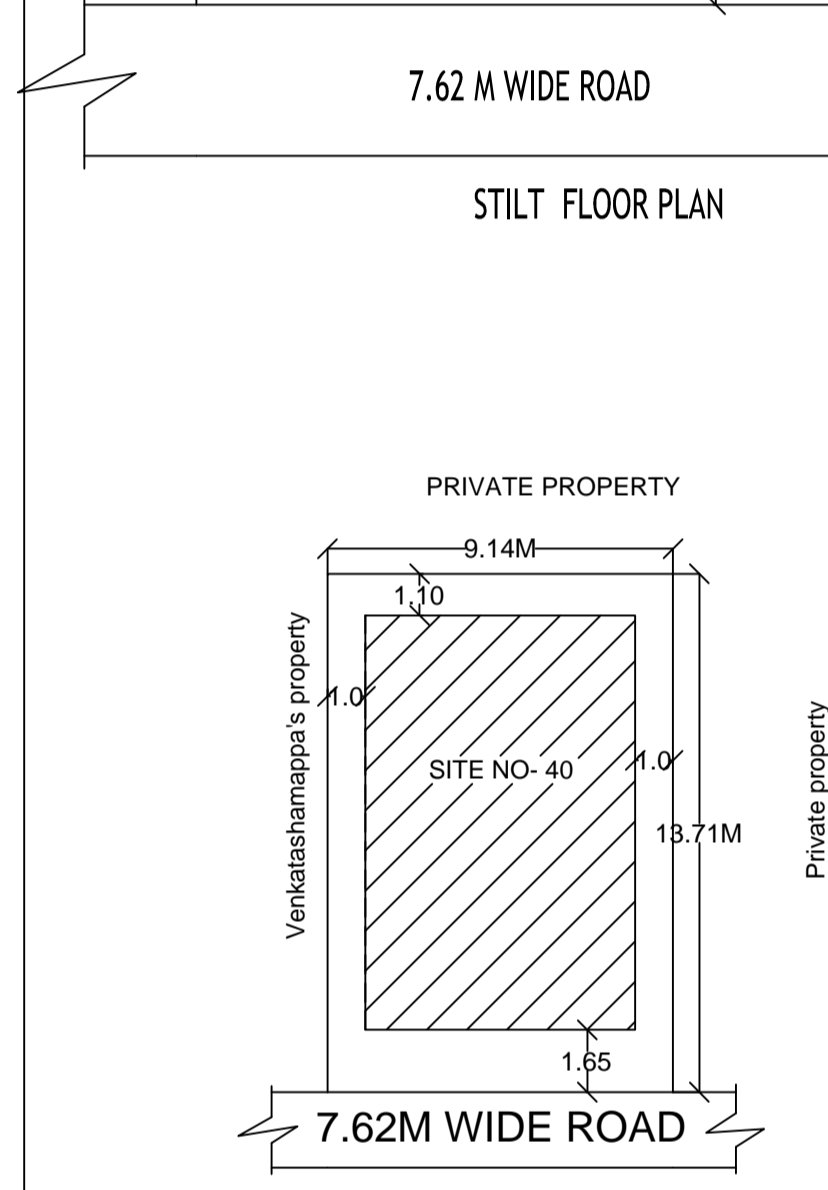 7.62 M WIDE ROAD
STILT FLOOR PLAN
PRIVATE PROPERTY
9.14M
1.10
Venkatashamappa's property
1.0
SITE NO- 40
1.0
13.71M
Private property
1.65
7.62M WIDE ROAD